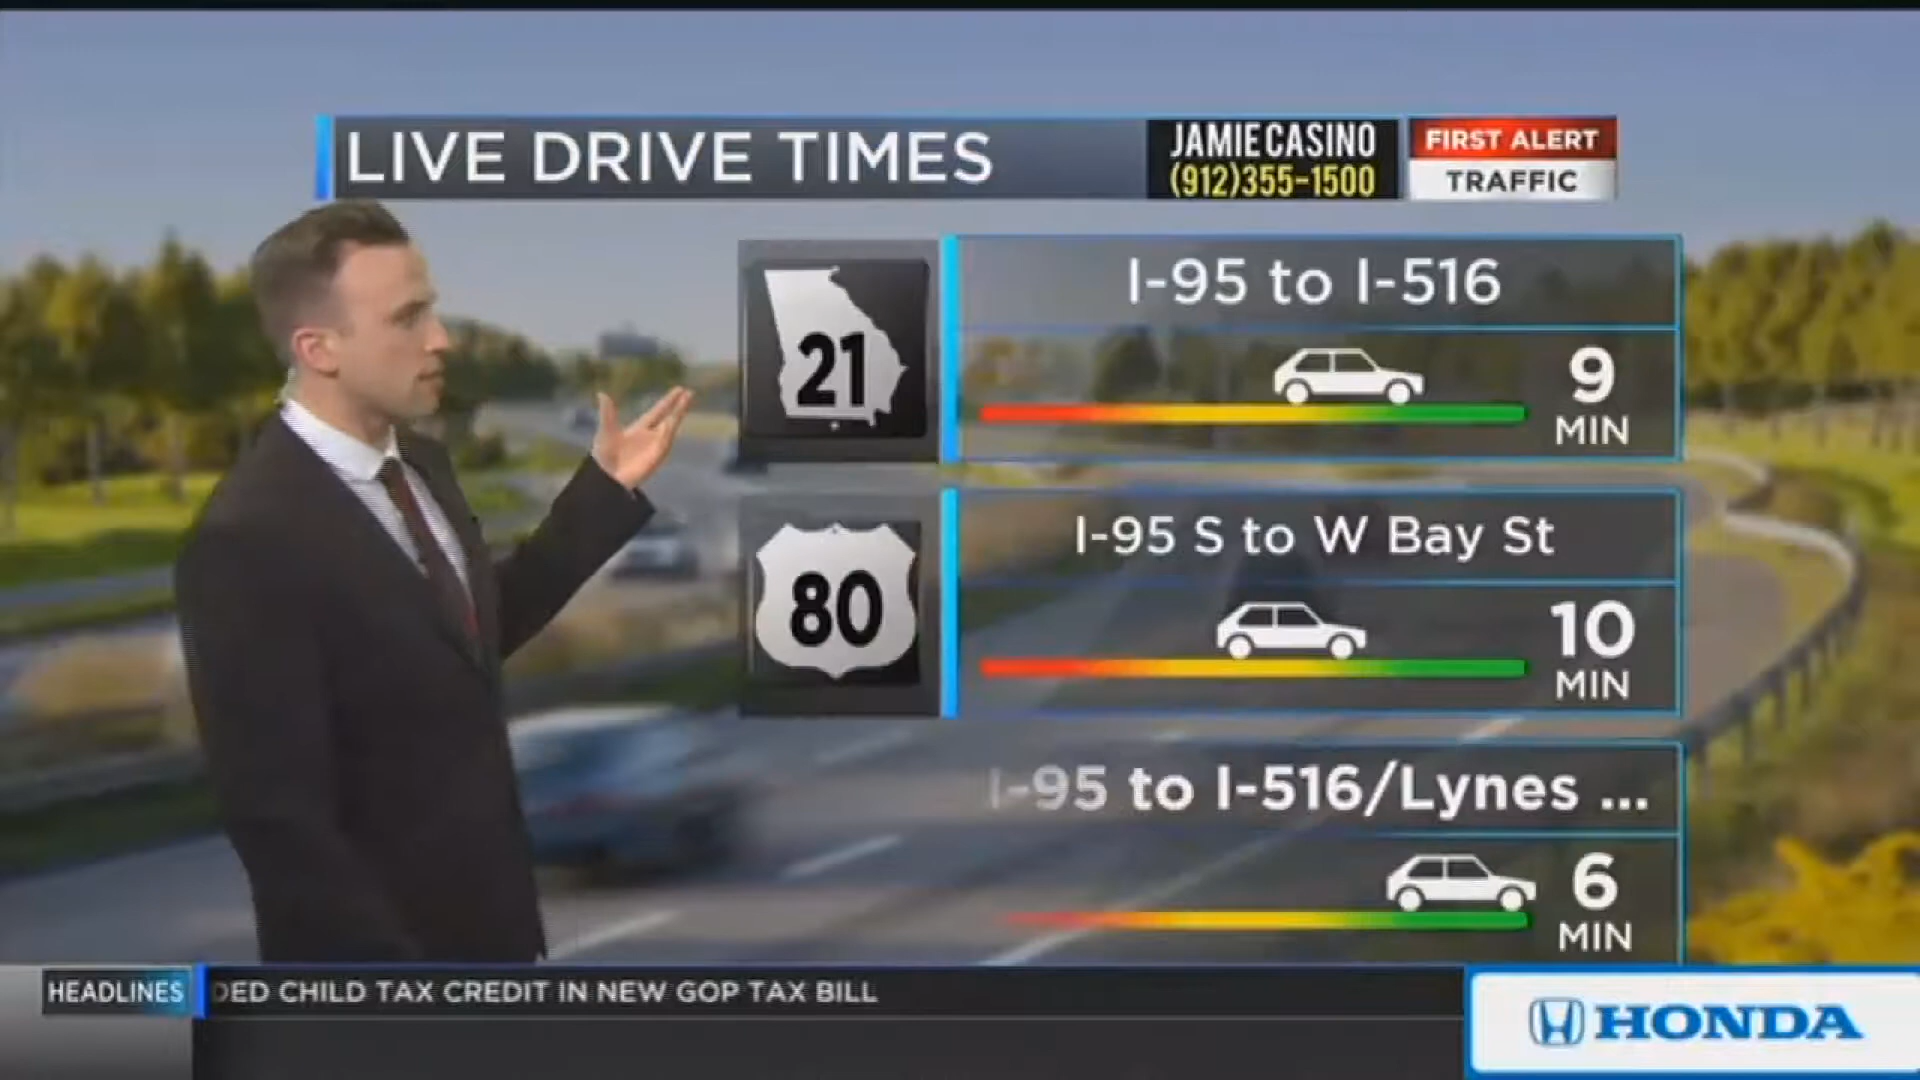 LIVE DRIVE TIMES
JAMIE CASINO
(912)355-1500
FIRST ALERT
TRAFFIC
21
I-95 to I-516
9
MIN
80
I-95 S to W Bay St
10
MIN
I-95 to I-516/Lynes ...
6
MIN
HEADLINES
DED CHILD TAX CREDIT IN NEW GOP TAX BILL
HONDA